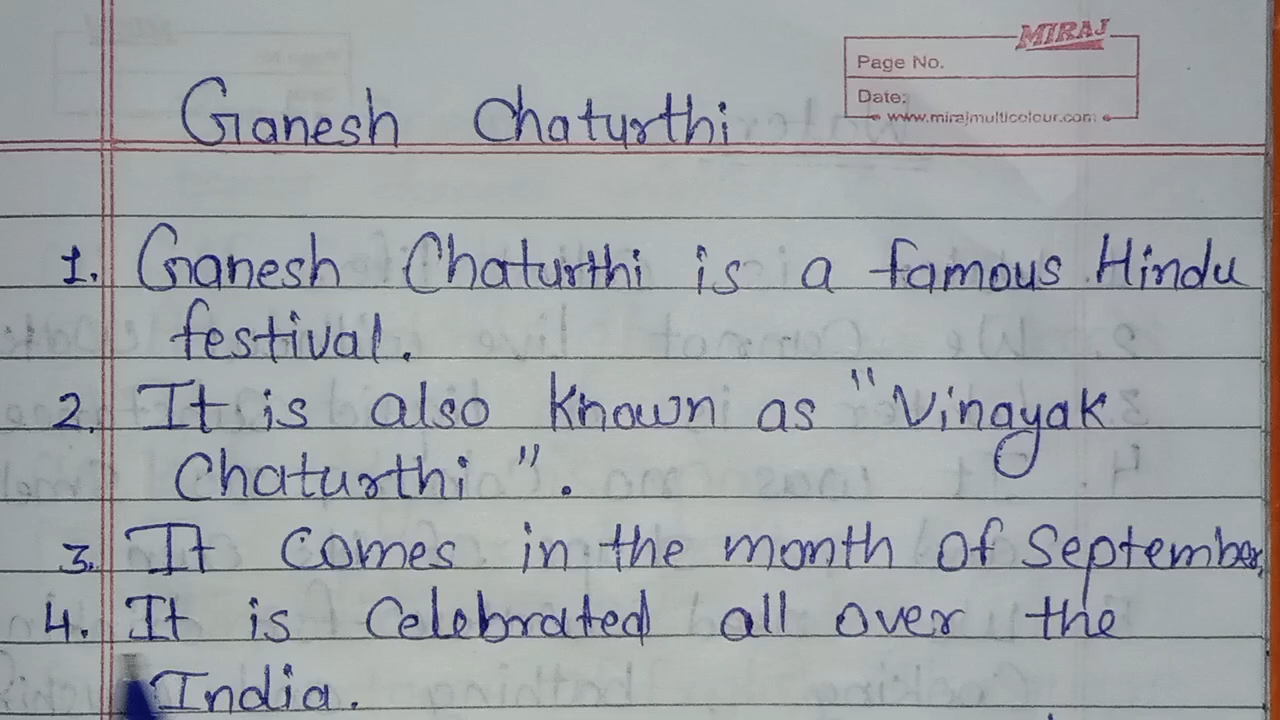 MIRAJ
Page No.
Date:
www.mirajmulticolour.com
Ganesh Chaturthi
1. Ganesh Chaturthi is a famous Hindu
festival.
2. It is also known as "Vinayak
Chaturthi".
3. It comes in the month of September.
4. It is celebrated all over the
India.